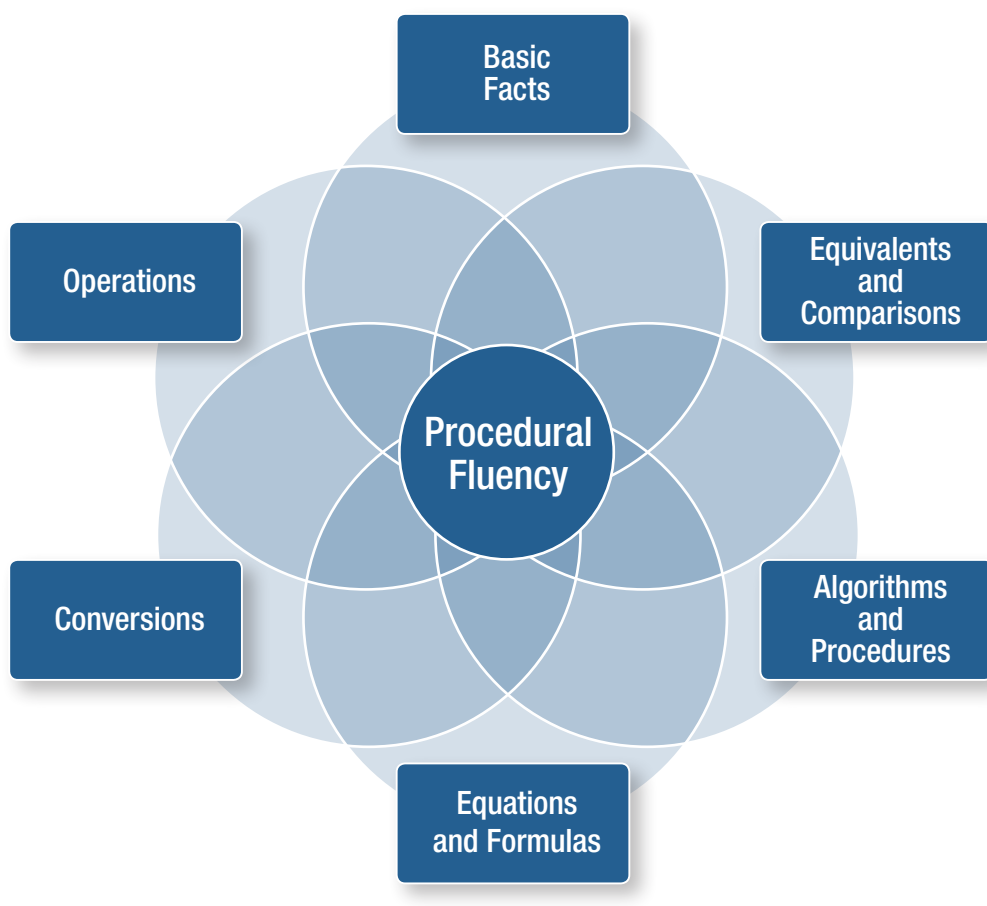 Basic
Facts
Operations
Equivalents
and
Comparisons
Procedural
Fluency
Conversions
Algorithms
and
Procedures
Equations
and Formulas